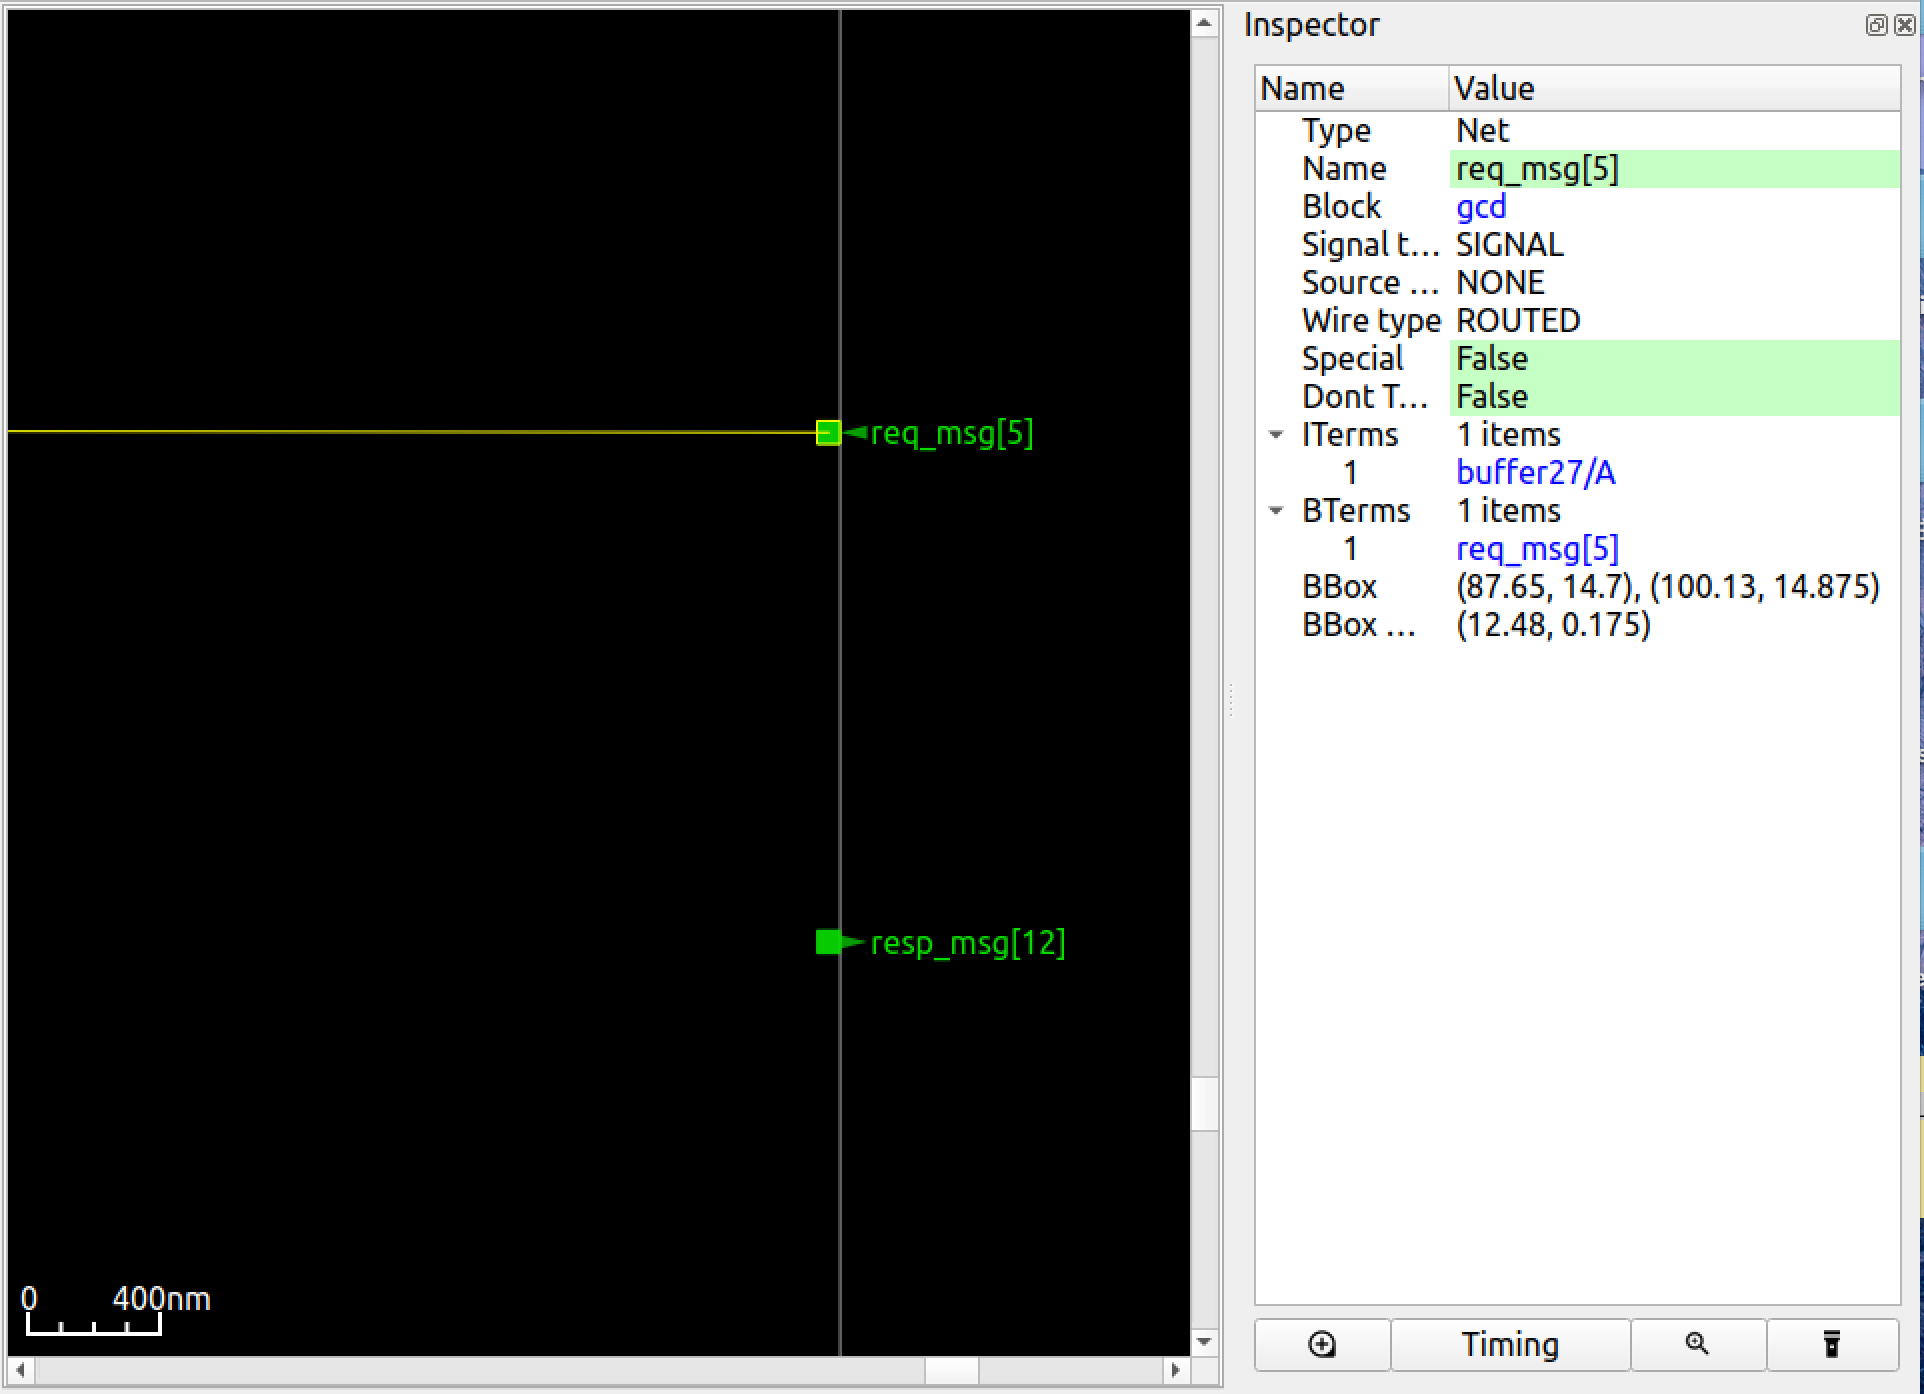 Inspector
Name Value
Type Net
Name req_msg[5]
Block gcd
Signal t... SIGNAL
Source ... NONE
Wire type ROUTED
Special False
Dont T... False
ITerms 1 items
1 buffer27/A
BTerms 1 items
1 req_msg[5]
BBox (87.65, 14.7), (100.13, 14.875)
BBox ... (12.48, 0.175)
req_msg[5]
resp_msg[12]
0 400nm
Timing